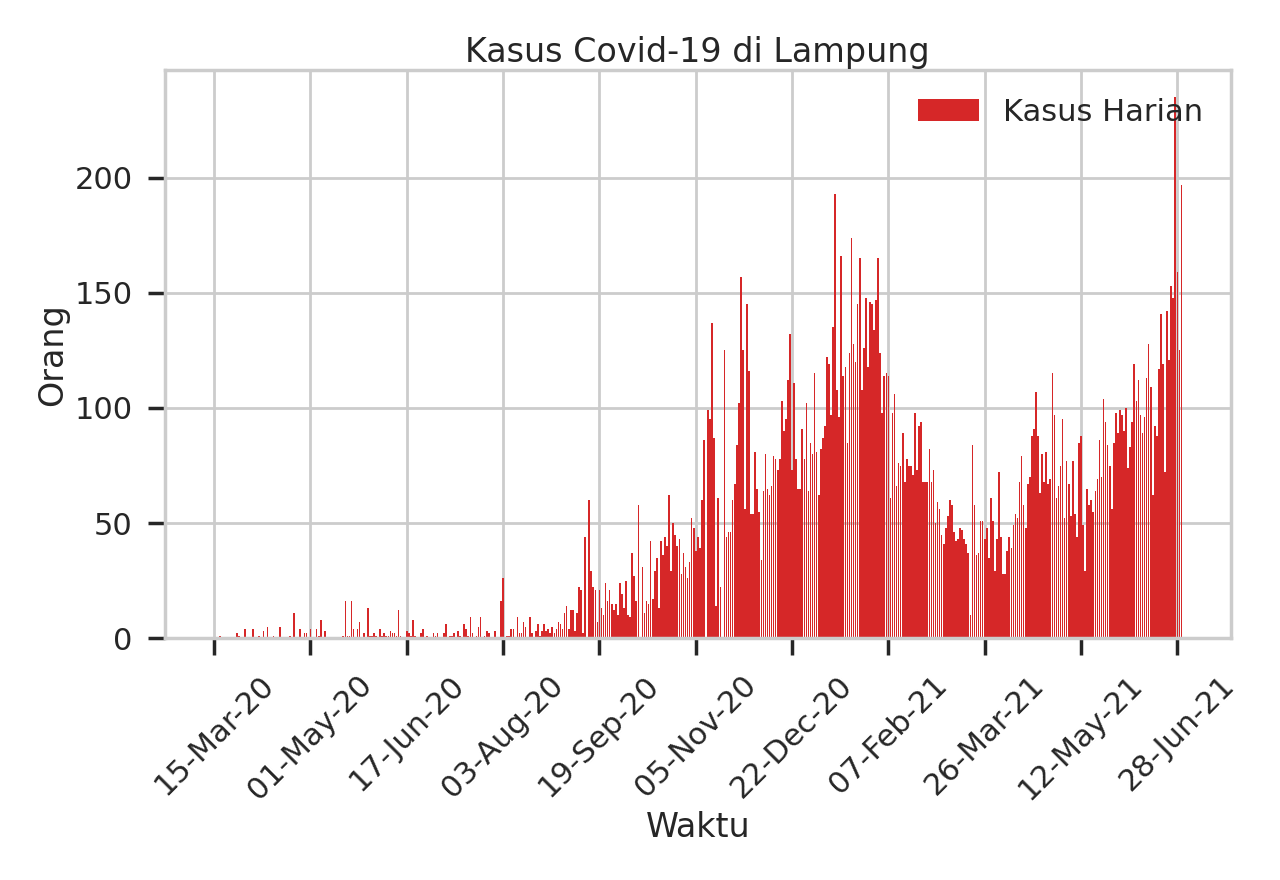 Kasus Covid-19 di Lampung
Kasus Harian
Orang
200
150
100
50
0
15-Mar-20
01-May-20
17-Jun-20
03-Aug-20
19-Sep-20
05-Nov-20
22-Dec-20
07-Feb-21
26-Mar-21
12-May-21
28-Jun-21
Waktu